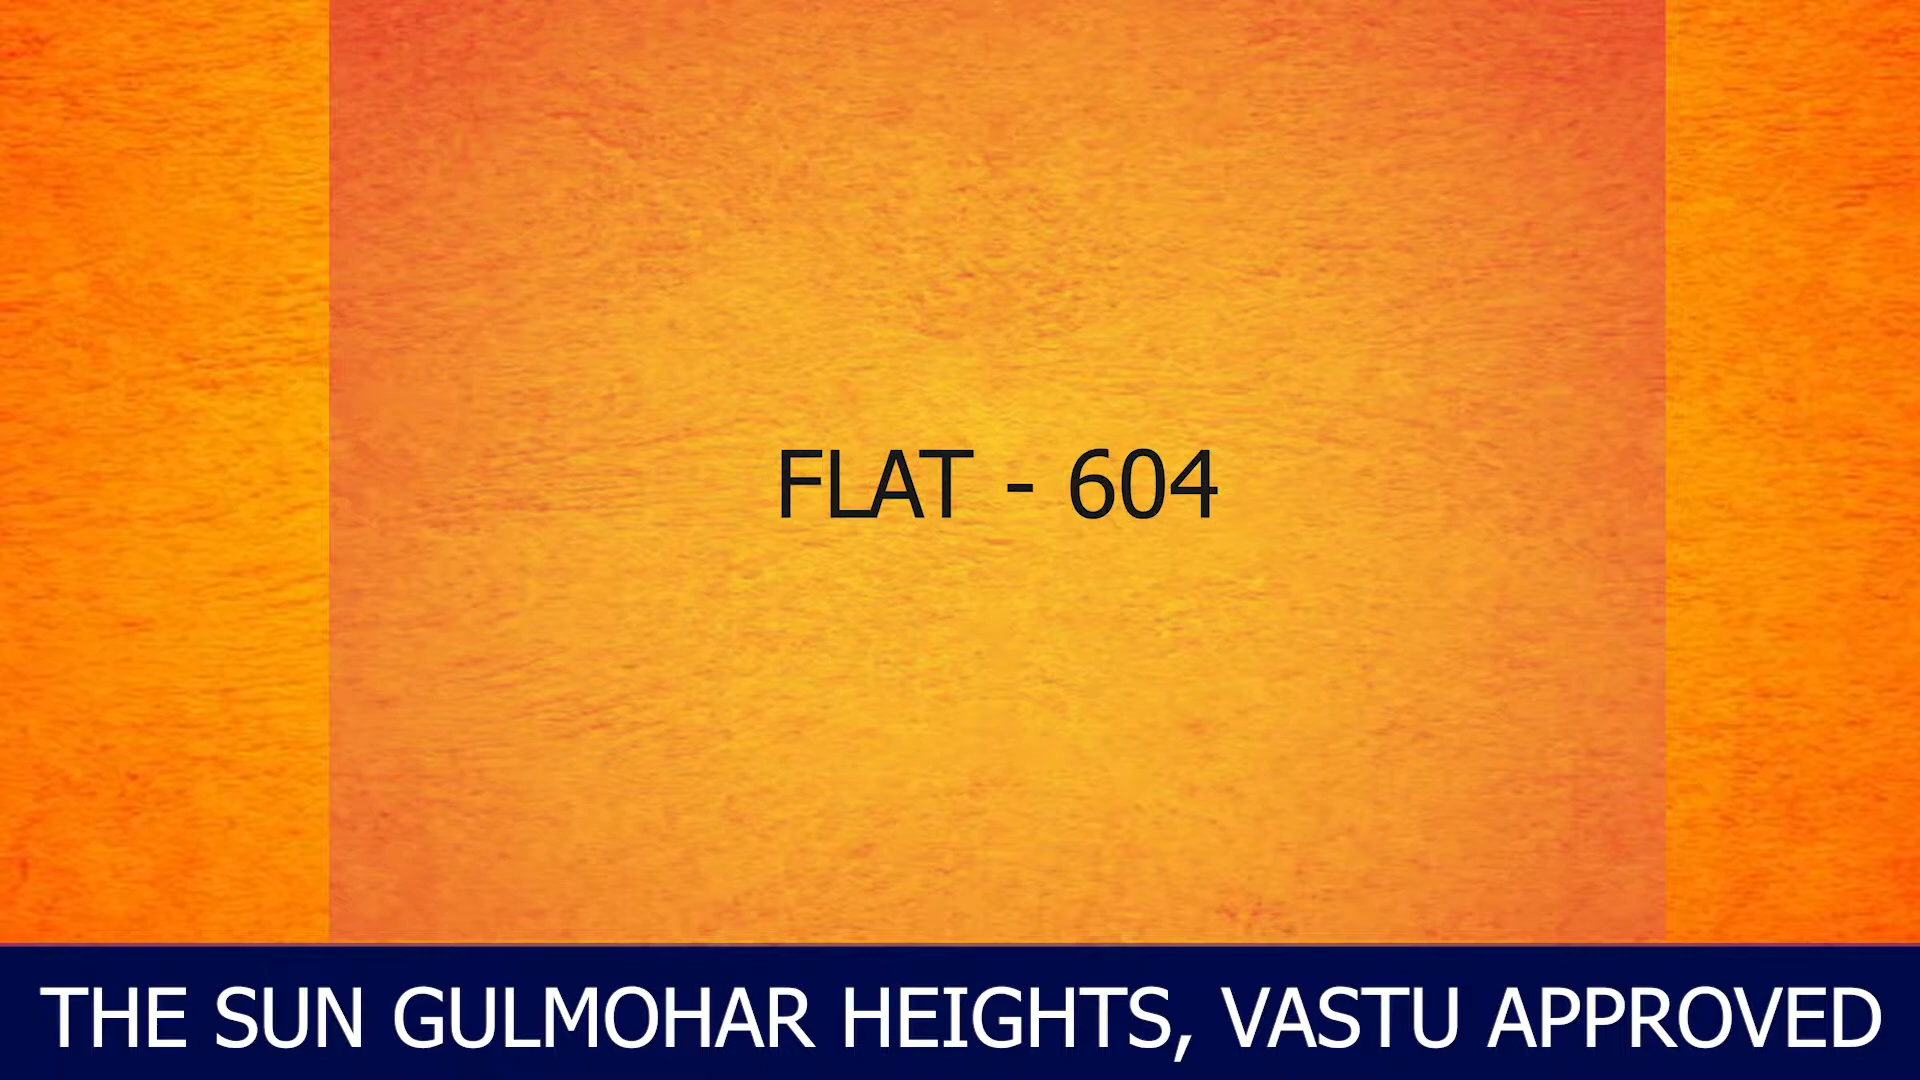 FLAT - 604
THE SUN GULMOHAR HEIGHTS, VASTU APPROVED